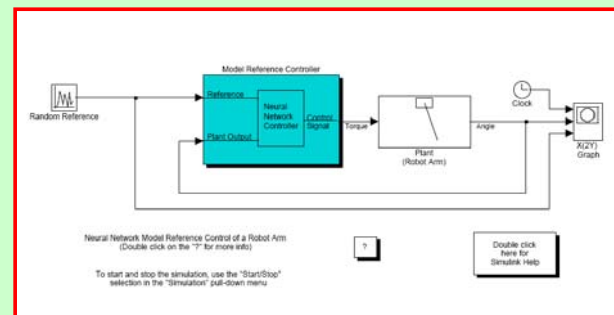 Model Reference Controller
Random Reference
Reference
Plant Output
Neural
Network
Controller
Control
Signal
Torque
Plant
(Robot Arm)
Angle
Clock
X(2Y)
Graph
Neural Network Model Reference Control of a Robot Arm
(Double click on the "?" for more info)
?
Double click
here for
Simulink Help
To start and stop the simulation, use the "Start/Stop"
selection in the "Simulation" pull-down menu